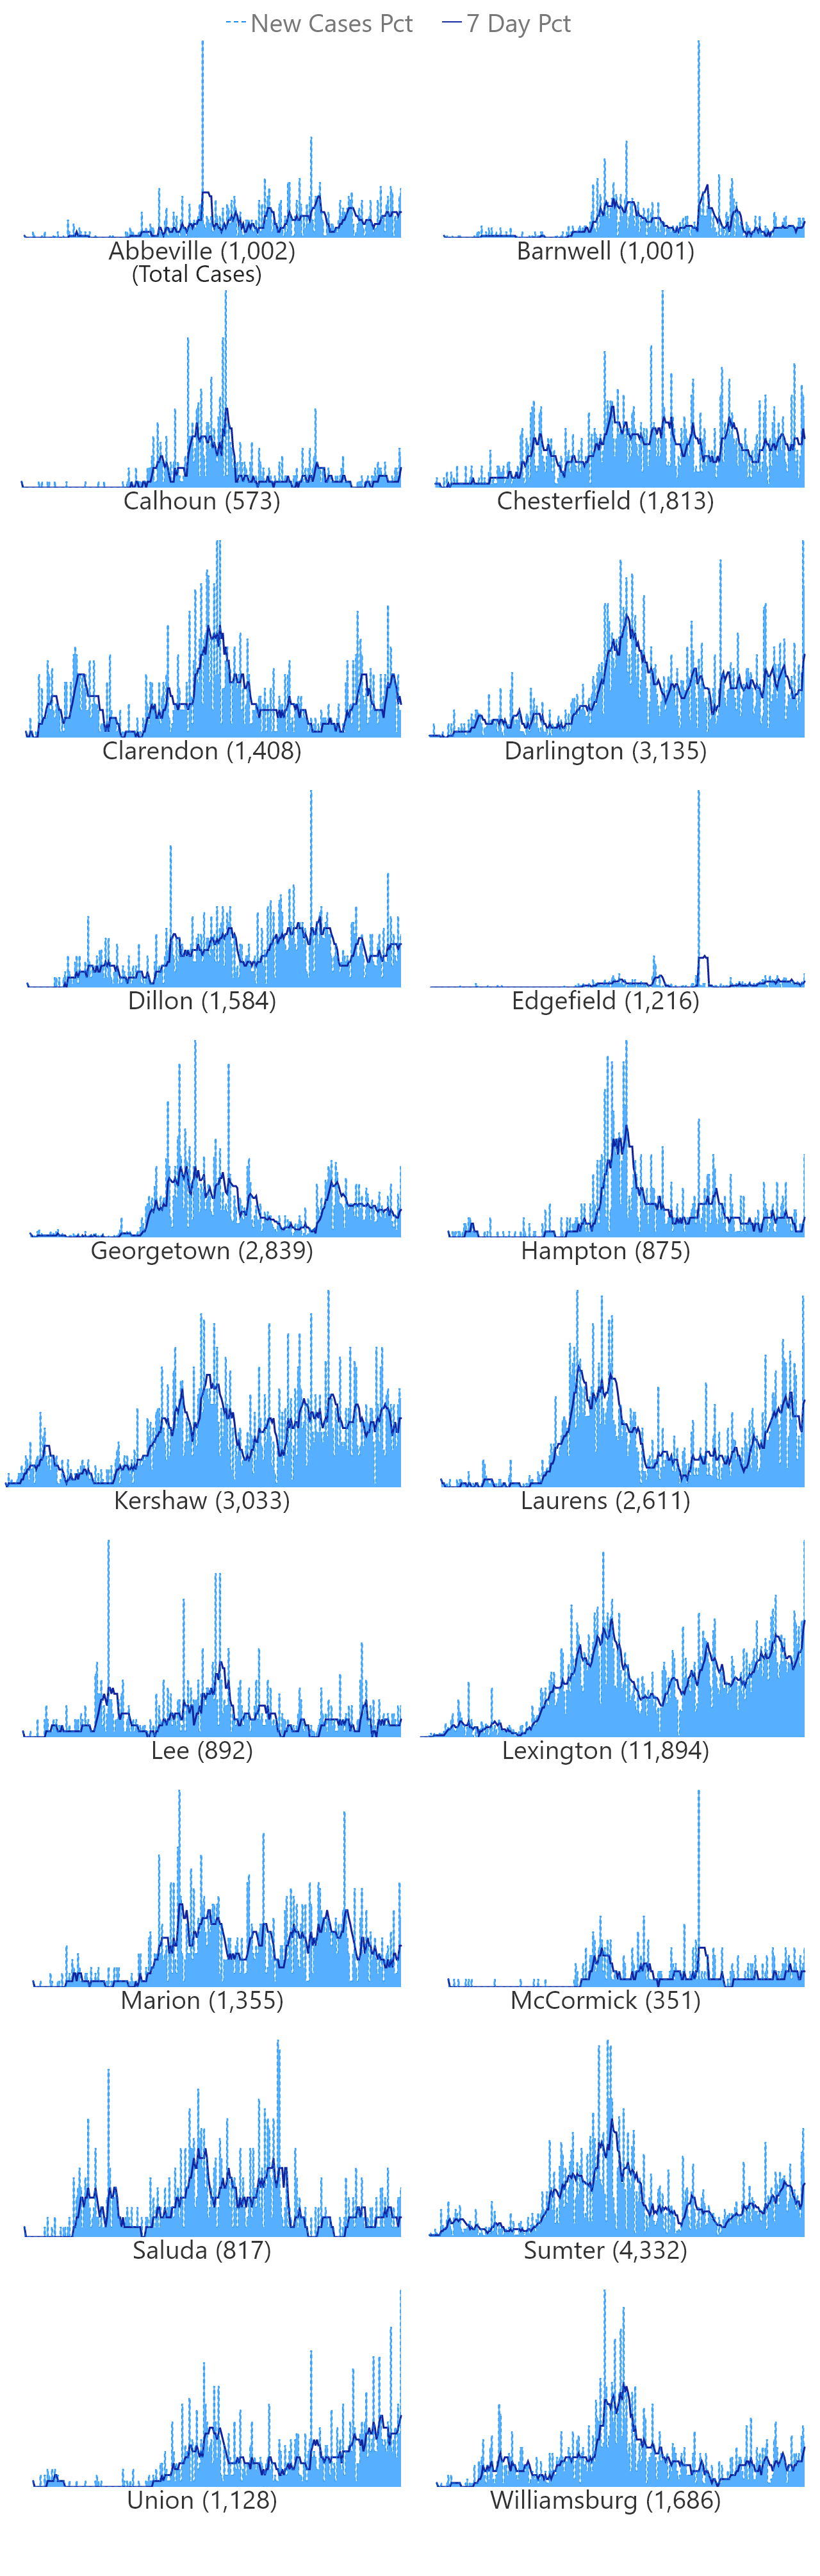 New Cases Pct 7 Day Pct
Abbeville (1,002) Barnwell (1,001)
(Total Cases)
Calhoun (573) Chesterfield (1,813)
Clarendon (1,408) Darlington (3,135)
Dillon (1,584) Edgefield (1,216)
Georgetown (2,839) Hampton (875)
Kershaw (3,033) Laurens (2,611)
Lee (892) Lexington (11,894)
Marion (1,355) McCormick (351)
Saluda (817) Sumter (4,332)
Union (1,128) Williamsburg (1,686)